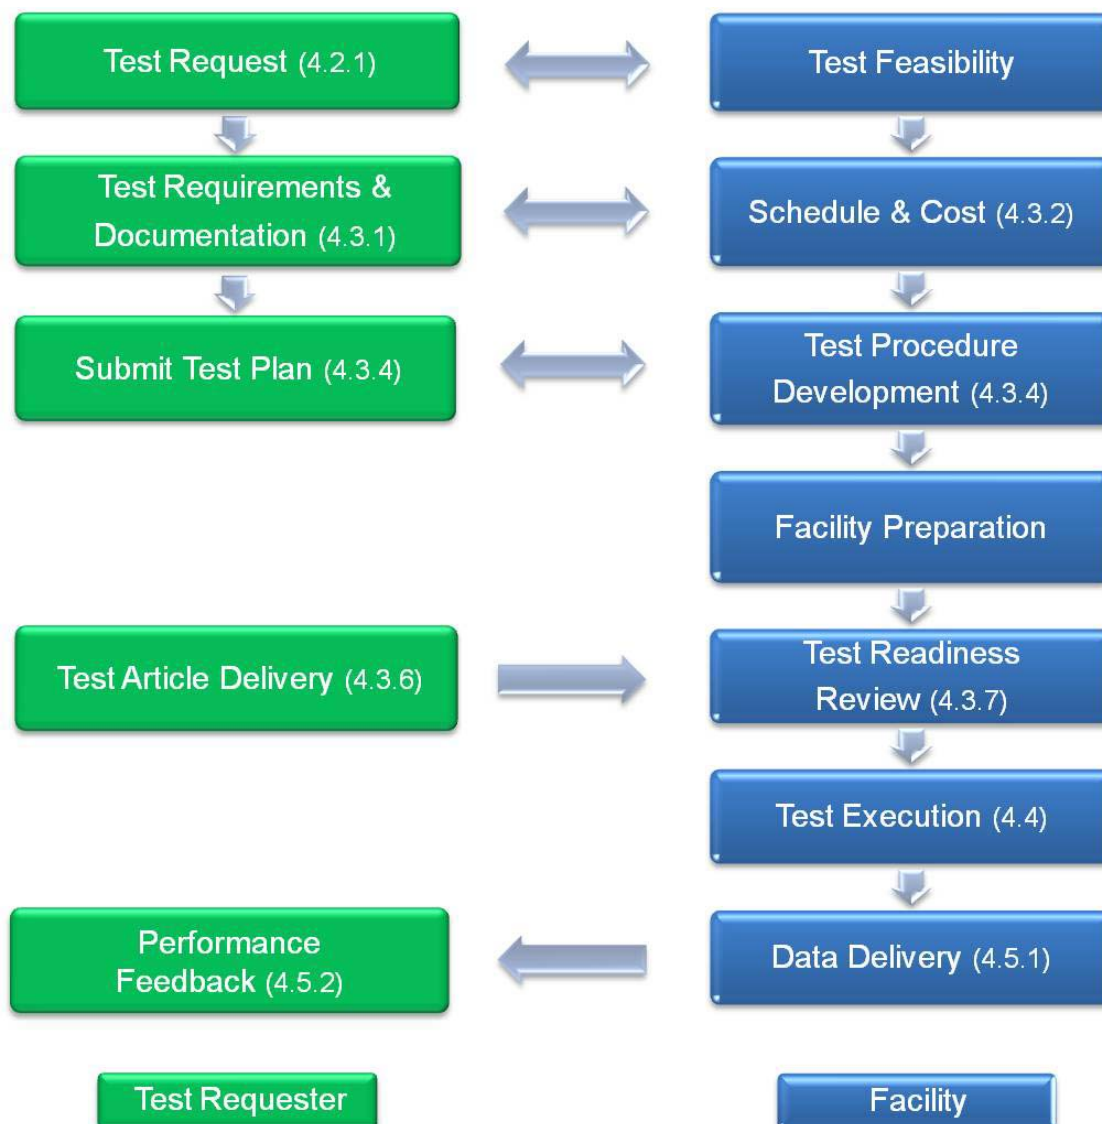 Test Request (4.2.1)
Test Feasibility
Test Requirements &
Documentation (4.3.1)
Schedule & Cost (4.3.2)
Submit Test Plan (4.3.4)
Test Procedure
Development (4.3.4)
Facility Preparation
Test Article Delivery (4.3.6)
Test Readiness
Review (4.3.7)
Test Execution (4.4)
Performance
Feedback (4.5.2)
Data Delivery (4.5.1)
Test Requester
Facility